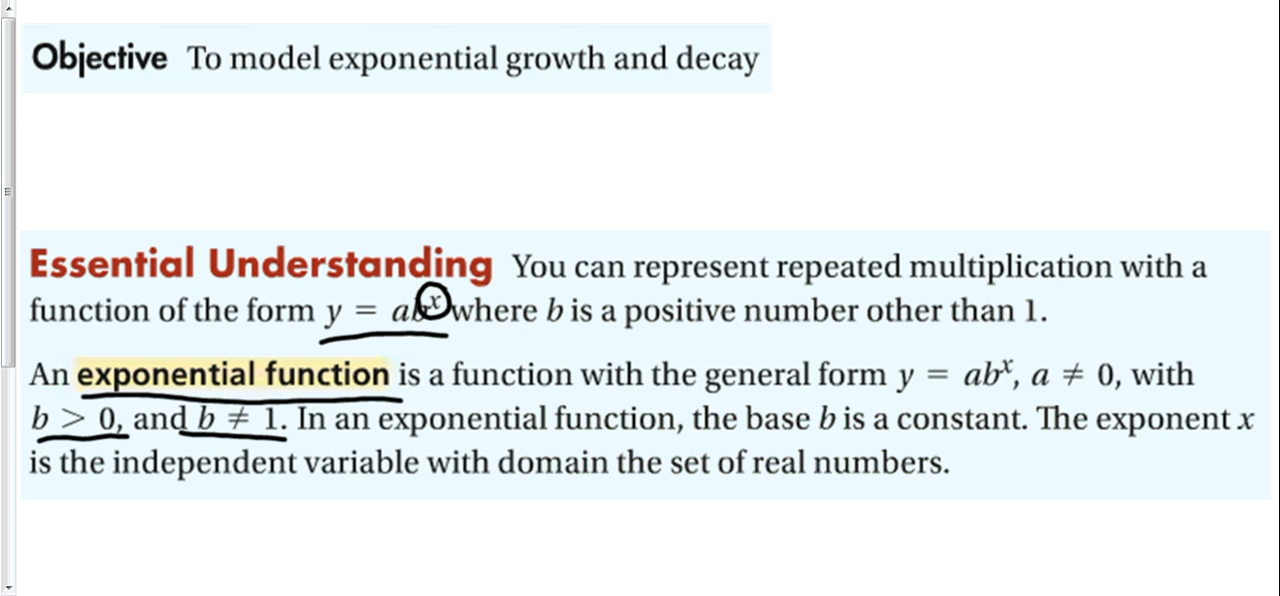 Objective To model exponential growth and decay
Essential Understanding You can represent repeated multiplication with a
function of the form y = abˣ where b is a positive number other than 1.
An exponential function is a function with the general form y = abˣ, a ≠ 0, with
b > 0, and b ≠ 1. In an exponential function, the base b is a constant. The exponent x
is the independent variable with domain the set of real numbers.